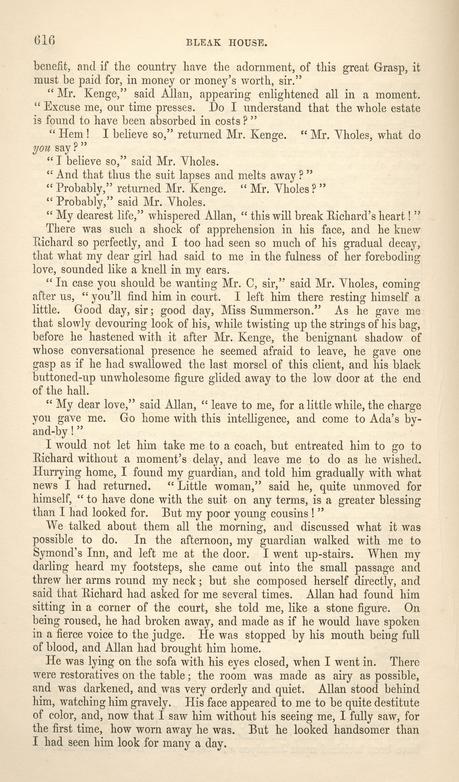 616
BLEAK HOUSE.
benefit, and if the country have the adornment, of this great Grasp, it
must be paid for, in money or money's worth, sir."
"Mr. Kenge," said Allan, appearing enlightened all in a moment.
"Excuse me, our time presses. Do I understand that the whole estate
is found to have been absorbed in costs?"
"Hem! I believe so," returned Mr. Kenge. "Mr. Vholes, what do
you say?"
"I believe so," said Mr. Vholes.
"And that thus the suit lapses and melts away?"
"Probably," returned Mr. Kenge. "Mr. Vholes?"
"Probably," said Mr. Vholes.
"My dearest life," whispered Allan, "this will break Richard's heart!"
There was such a shock of apprehension in his face, and he knew
Richard so perfectly, and I too had seen so much of his gradual decay,
that what my dear girl had said to me in the fulness of her foreboding
love, sounded like a knell in my ears.
"In case you should be wanting Mr. C, sir," said Mr. Vholes, coming
after us, "you'll find him in court. I left him there resting himself a
little. Good day, sir; good day, Miss Summerson." As he gave me
that slowly devouring look of his, while twisting up the strings of his bag,
before he hastened with it after Mr. Kenge, the benignant shadow of
whose conversational presence he seemed afraid to leave, he gave one
gasp as if he had swallowed the last morsel of this client, and his black
buttoned-up unwholesome figure glided away to the low door at the end
of the hall.
"My dear love," said Allan, "leave to me, for a little while, the charge
you gave me. Go home with this intelligence, and come to Ada's by-
and-by!"
I would not let him take me to a coach, but entreated him to go to
Richard without a moment's delay, and leave me to do as he wished.
Hurrying home, I found my guardian, and told him gradually with what
news I had returned. "Little woman," said he, quite unmoved for
himself, "to have done with the suit on any terms, is a greater blessing
than I had looked for. But my poor young cousins!"
We talked about them all the morning, and discussed what it was
possible to do. In the afternoon, my guardian walked with me to
Symond's Inn, and left me at the door. I went up-stairs. When my
darling heard my footsteps, she came out into the small passage and
threw her arms round my neck; but she composed herself directly, and
said that Richard had asked for me several times. Allan had found him
sitting in a corner of the court, she told me, like a stone figure. On
being roused, he had broken away, and made as if he would have spoken
in a fierce voice to the judge. He was stopped by his mouth being full
of blood, and Allan had brought him home.
He was lying on the sofa with his eyes closed, when I went in. There
were restoratives on the table; the room was made as airy as possible,
and was darkened, and was very orderly and quiet. Allan stood behind
him, watching him gravely. His face appeared to me to be quite destitute
of color, and, now that I saw him without his seeing me, I fully saw, for
the first time, how worn away he was. But he looked handsomer than
I had seen him look for many a day.